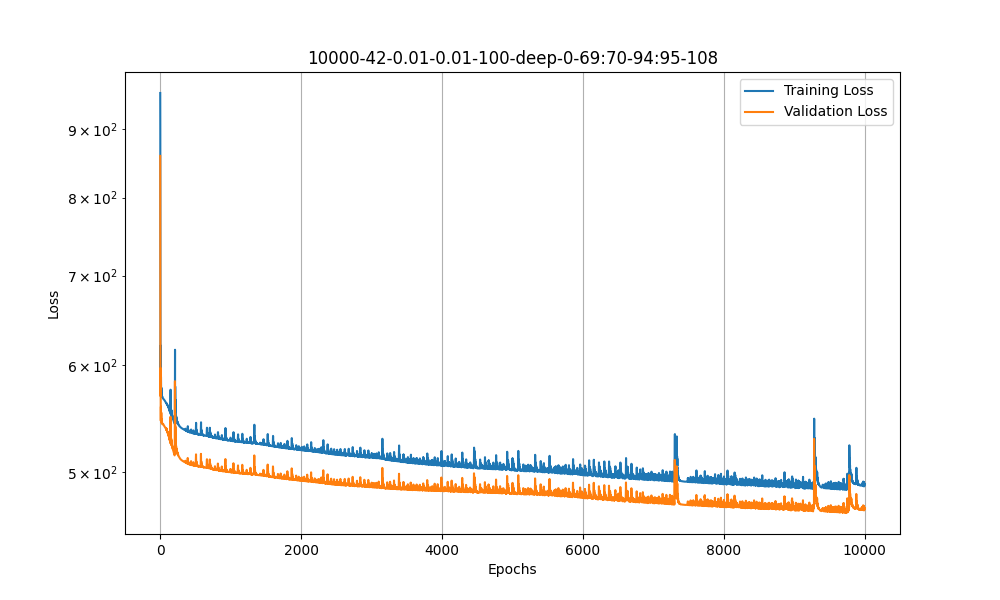 10000-42-0.01-0.01-100-deep-0-69:70-94:95-108
Training Loss
Validation Loss
9 × 10²
8 × 10²
7 × 10²
6 × 10²
5 × 10²
Loss
0 2000 4000 6000 8000 10000
Epochs